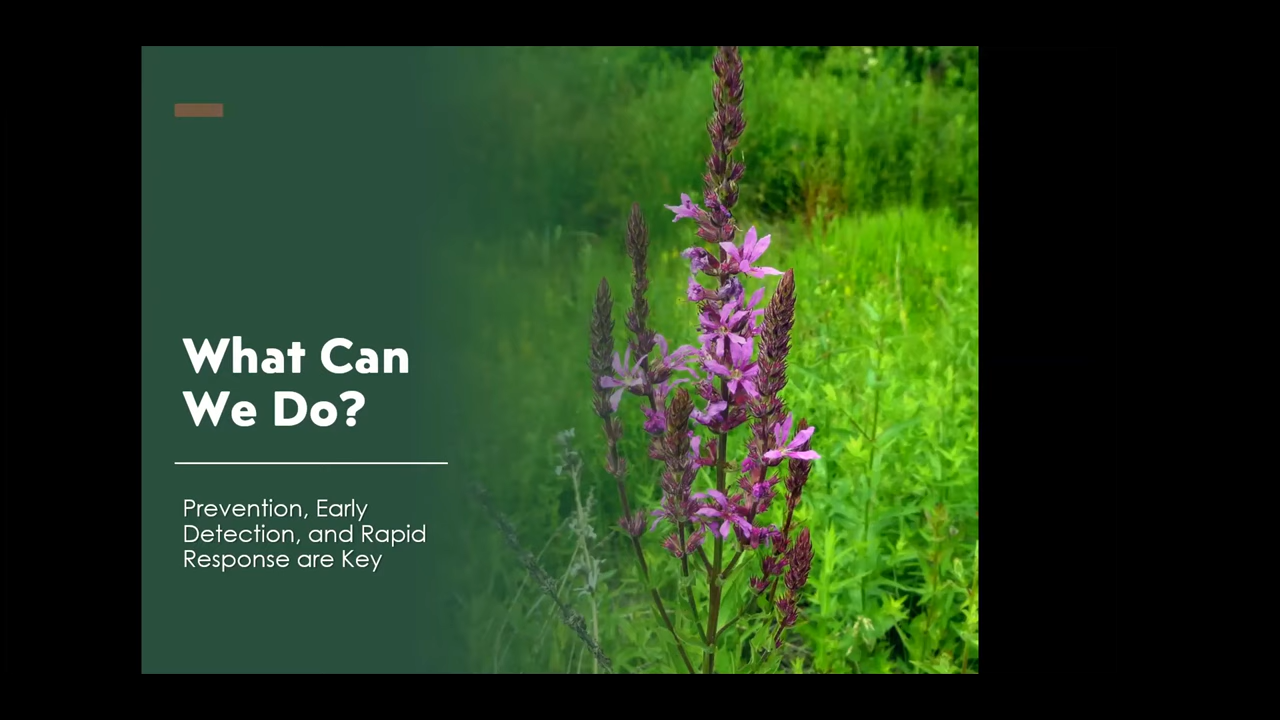 What Can
We Do?
Prevention, Early
Detection, and Rapid
Response are Key